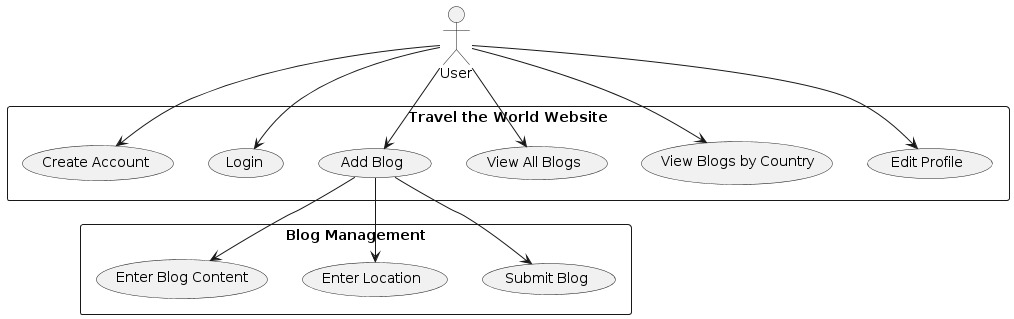 User
Travel the World Website
Create Account
Login
Add Blog
View All Blogs
View Blogs by Country
Edit Profile
Blog Management
Enter Blog Content
Enter Location
Submit Blog